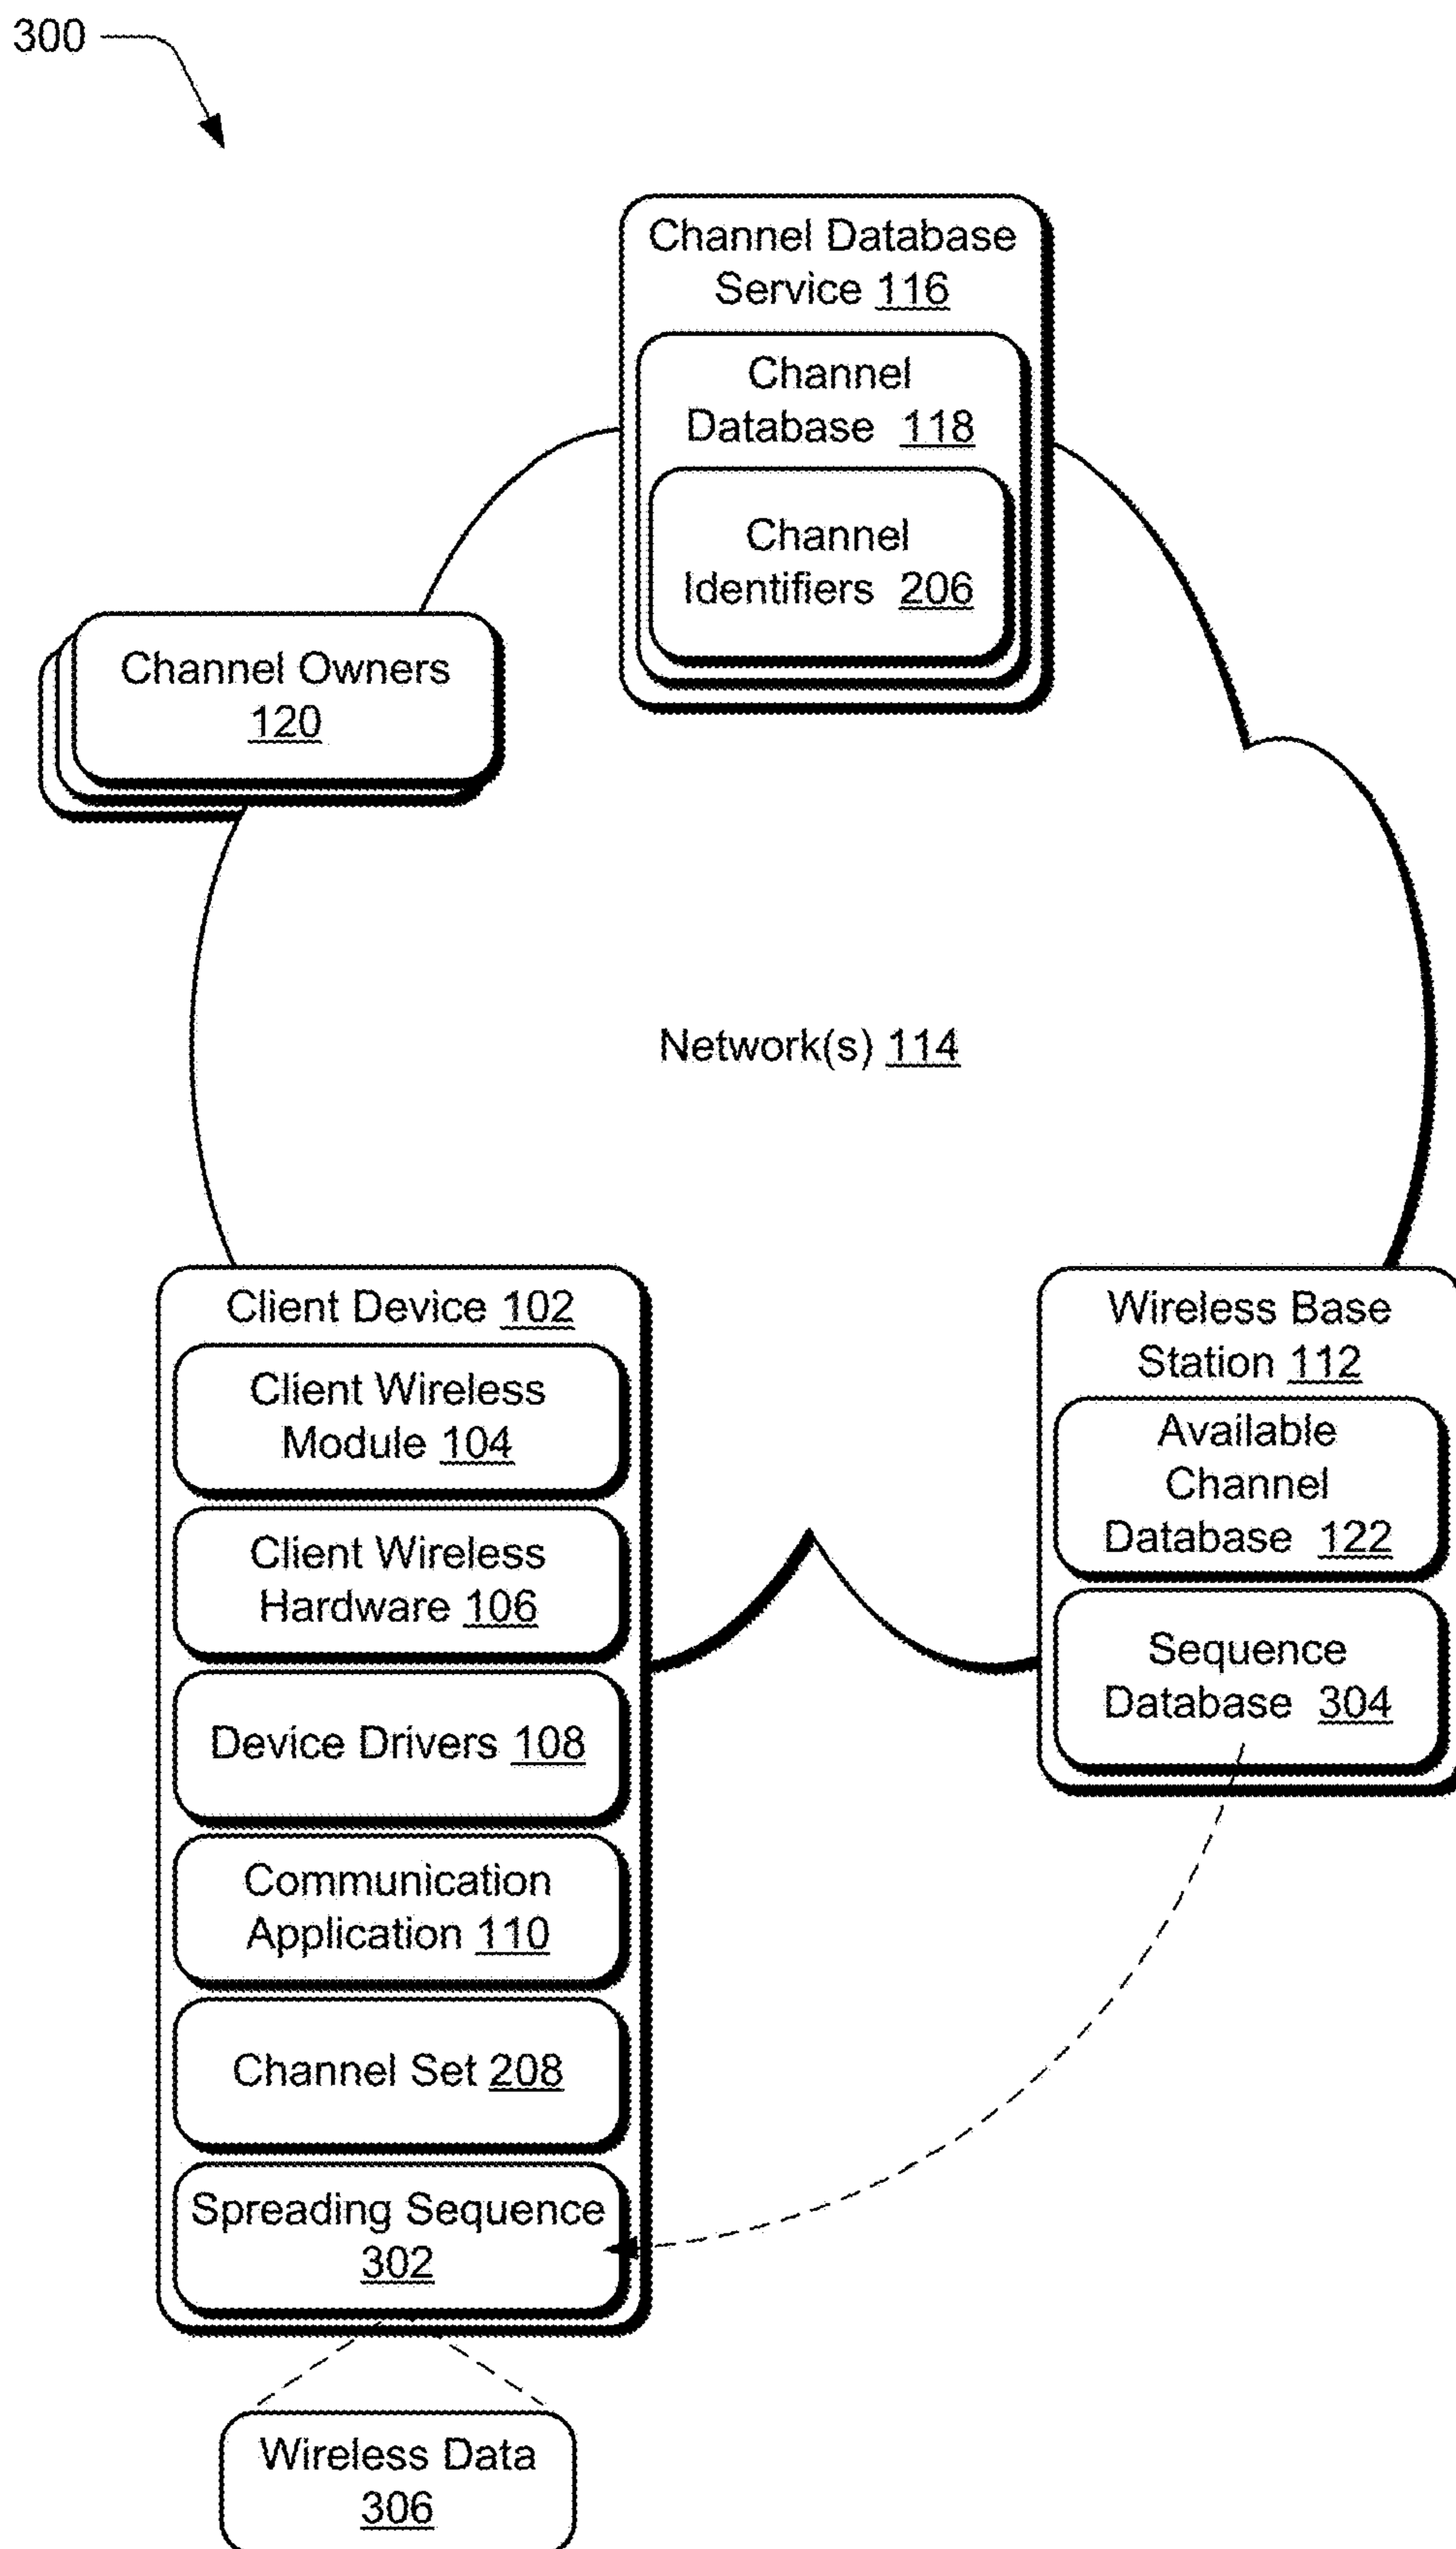 300
Channel Database
Service 116
Channel
Database 118
Channel
Identifiers 206
Channel Owners
120
Network(s) 114
Client Device 102
Client Wireless
Module 104
Client Wireless
Hardware 106
Device Drivers 108
Communication
Application 110
Channel Set 208
Spreading Sequence
302
Wireless Base
Station 112
Available
Channel
Database 122
Sequence
Database 304
Wireless Data
306